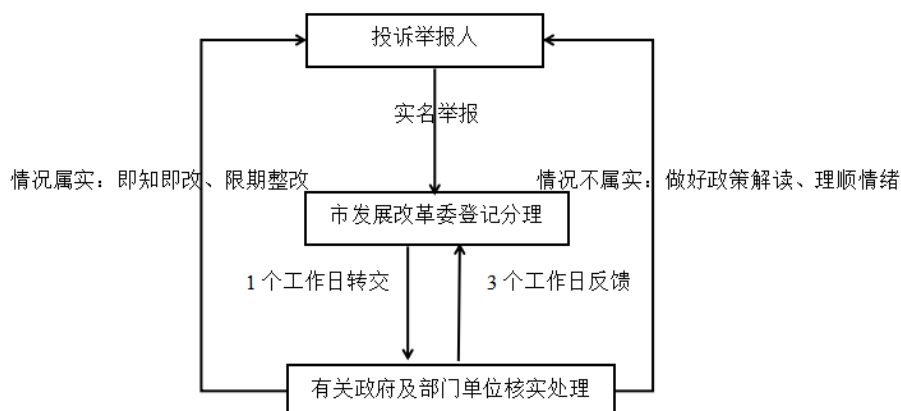 投诉举报人
实名举报
情况属实：即知即改、限期整改
情况不属实：做好政策解读、理顺情绪
市发展改革委登记分理
1 个工作日转交
3 个工作日反馈
有关政府及部门单位核实处理